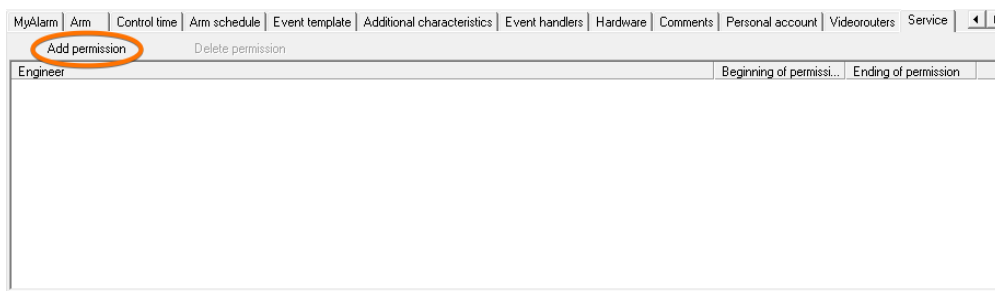 MyAlarm Arm Control time Arm schedule Event template Additional characteristics Event handlers Hardware Comments Personal account Videorouters Service
Add permission Delete permission
Engineer Beginning of permissi... Ending of permission